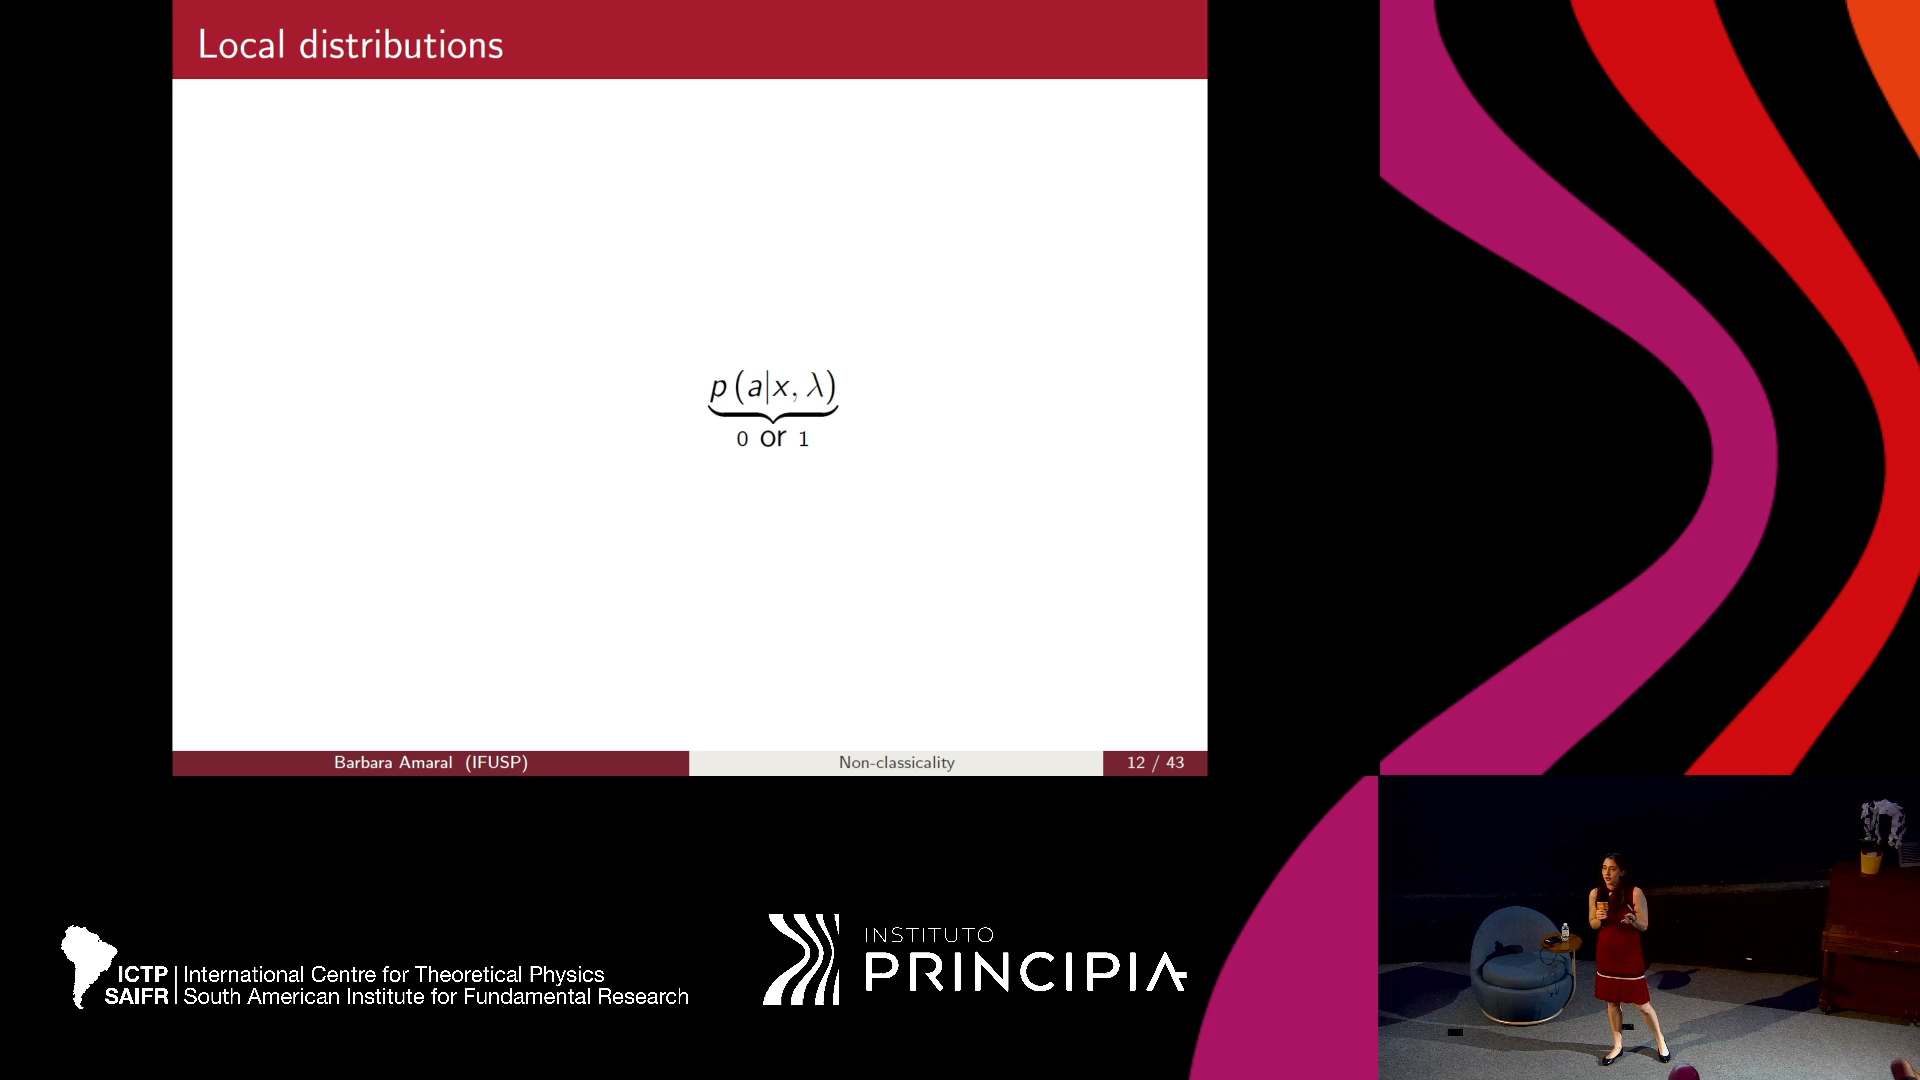 Local distributions
p (a|x, λ)
0 or 1
Barbara Amaral (IFUSP)
Non-classicality
12 / 43
ICTP | International Centre for Theoretical Physics
SAIFR | South American Institute for Fundamental Research
INSTITUTO
PRINCIPIA